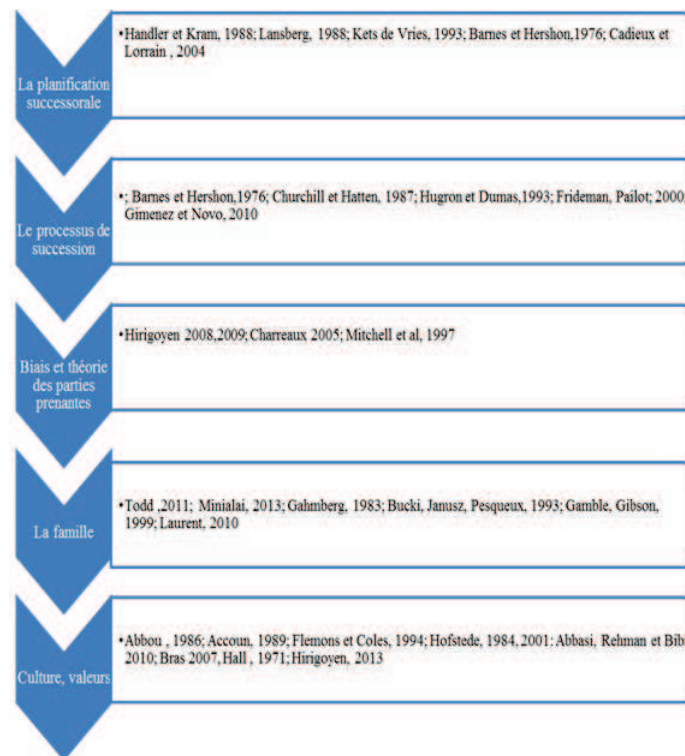 La planification
successorale
•Handler et Kram, 1988; Lansberg, 1988; Kets de Vries, 1993; Barnes et Hershon,1976; Cadieux et
Lorrain , 2004
Le processus de
succession
•; Barnes et Hershon,1976; Churchill et Hatten, 1987; Hugron et Dumas,1993; Frideman, Pailot; 2000
Gimenez et Novo, 2010
Biais et théorie
des parties
prenantes
•Hirigoyen 2008,2009; Charreaux 2005; Mitchell et al, 1997
La famille
•Todd ,2011; Minialai, 2013; Gahmberg, 1983; Bucki, Janusz, Pesqueux, 1993; Gamble, Gibson,
1999; Laurent, 2010
Culture, valeurs
•Abbou , 1986; Accoun, 1989; Flemons et Coles, 1994; Hofstede, 1984, 2001: Abbasi, Rehman et
2010; Bras 2007, Hall , 1971; Hirigoyen, 2013